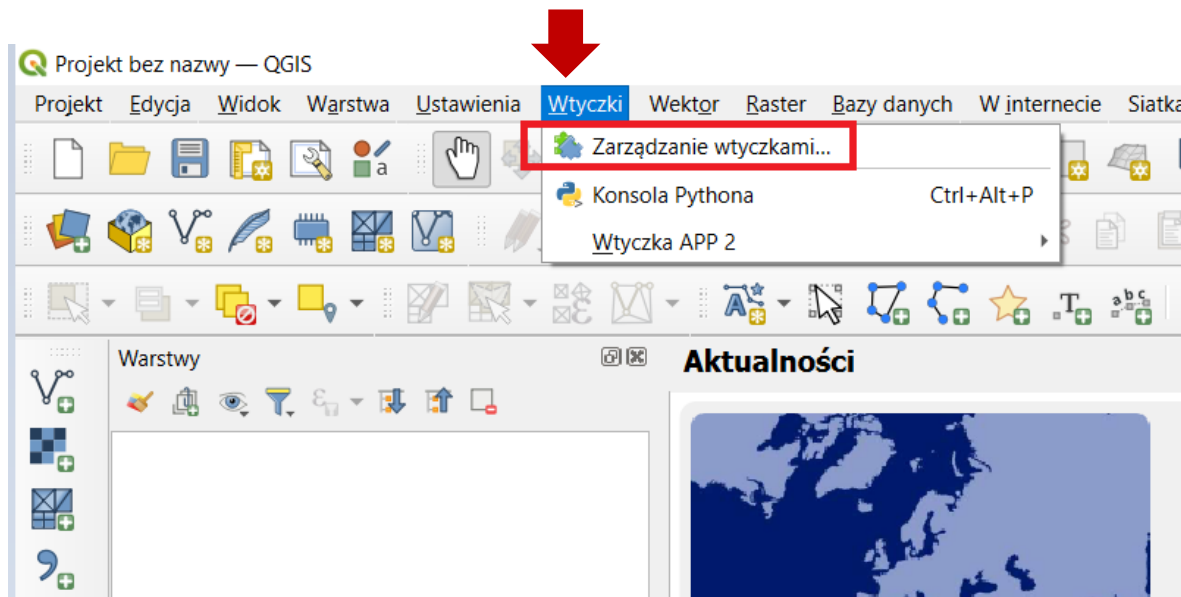 Projekt bez nazwy — QGIS
Projekt Edycja Widok Warstwa Ustawienia Wtyczki Wektor Raster Bazy danych W internecie Siatka
Zarządzanie wtyczkami...
a
Konsola Pythona Ctrl+Alt+P
Wtyczka APP 2
Warstwy
Aktualności